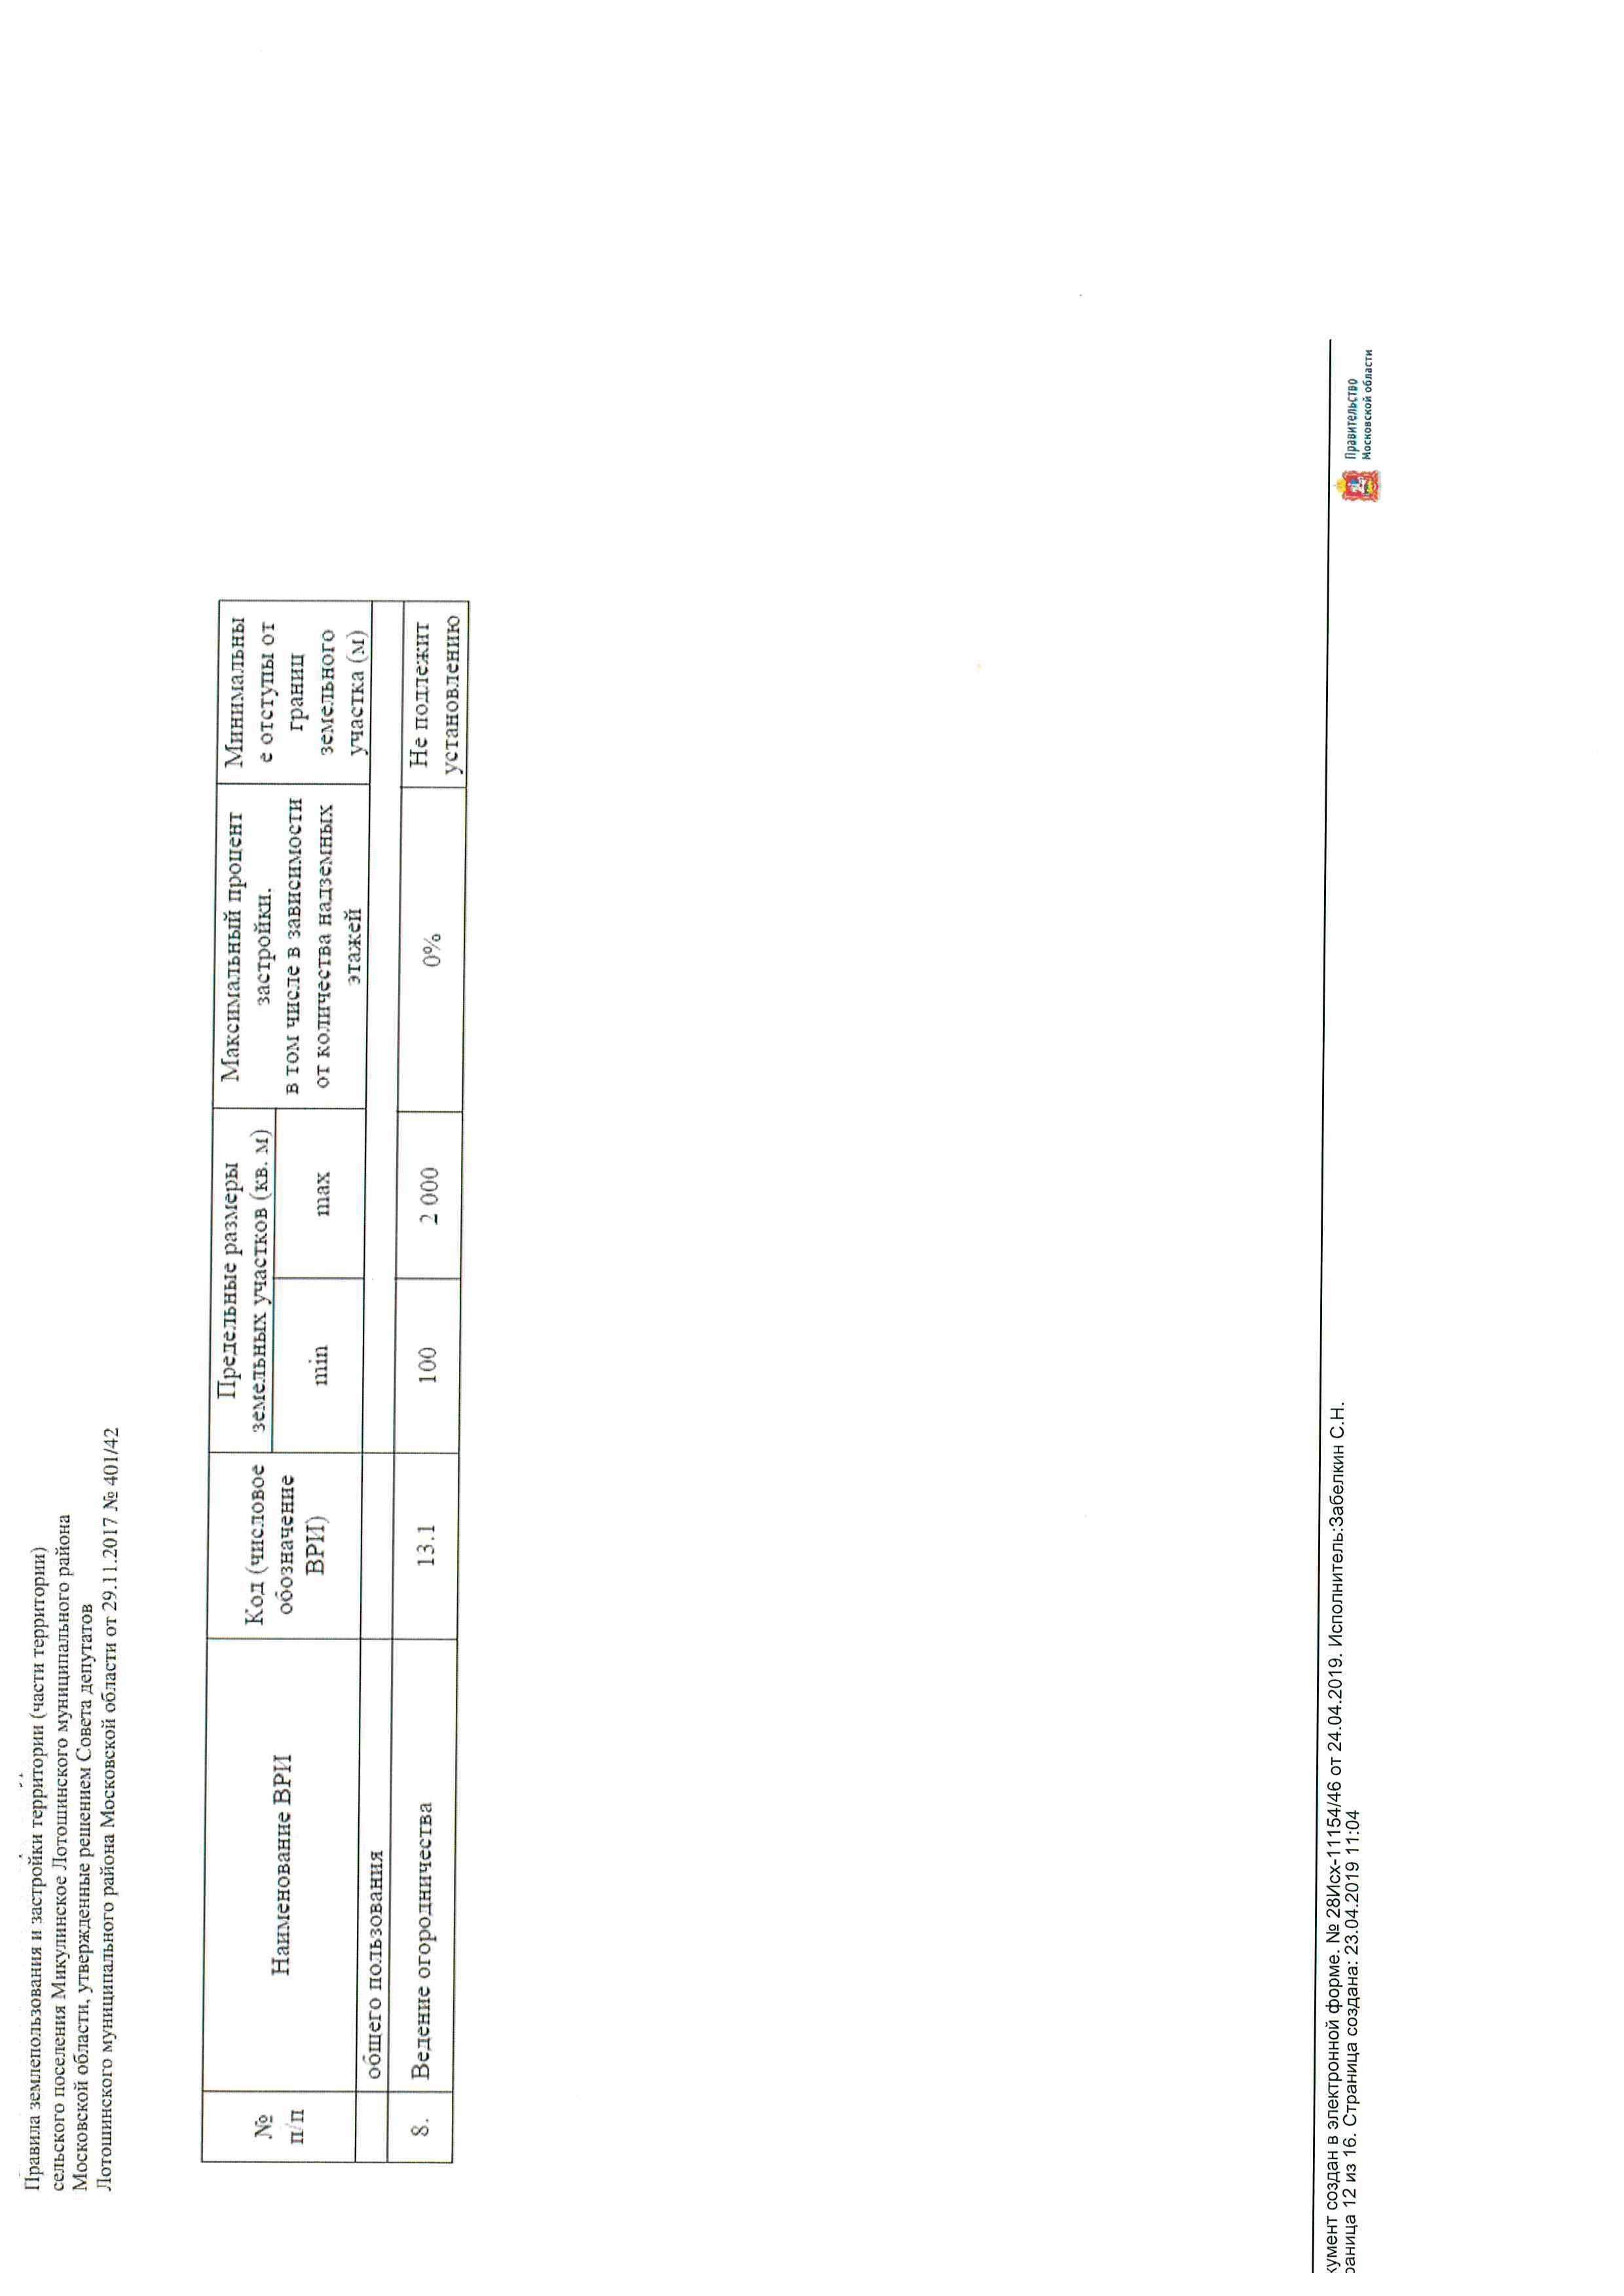 Правила землепользования и застройки территории (части территории)
сельского поселения Микулинское Лотошинского муниципального района
Московской области, утвержденные решением Совета депутатов
Лотошинского муниципального района Московской области от 29.11.2017 № 401/42
№
п/п
Наименование ВРИ
Код (числовое
обозначение
ВРИ)
Предельные размеры
земельных участков (кв. м)
min
max
Максимальный процент
застройки.
в том числе в зависимости
от количества надземных
этажей
Минимальны
е отступы от
границ
земельного
участка (м)
общего пользования
8.
Ведение огородничества
13.1
100
2 000
0%
Не подлежит
установлению
кумент создан в электронной форме. № 28Исх-11154/46 от 24.04.2019. Исполнитель:Забелкин С.Н.
раница 12 из 16. Страница создана: 23.04.2019 11:04
Правительство
Московской области